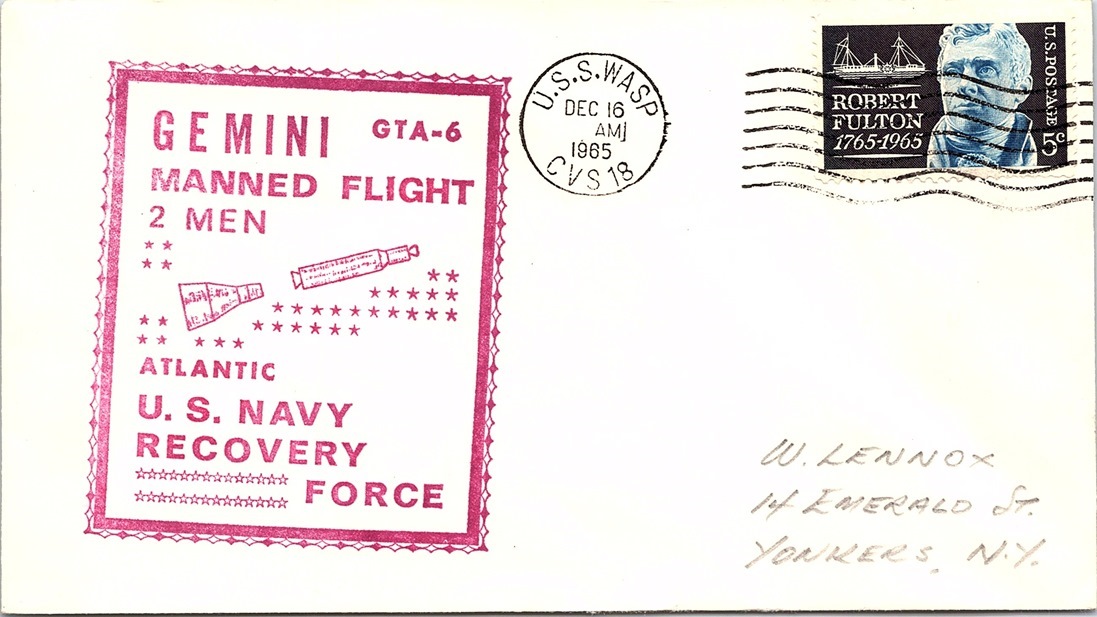 GEMINI GTA-6
MANNED FLIGHT
2 MEN
ATLANTIC
U. S. NAVY
RECOVERY
FORCE
U.S.S. WASP
DEC 16
AM
1965
CVS 18
U.S. POSTAGE 5c
ROBERT
FULTON
1765-1965
W. LENNOX
14 EMERALD ST.
YONKERS, N.Y.